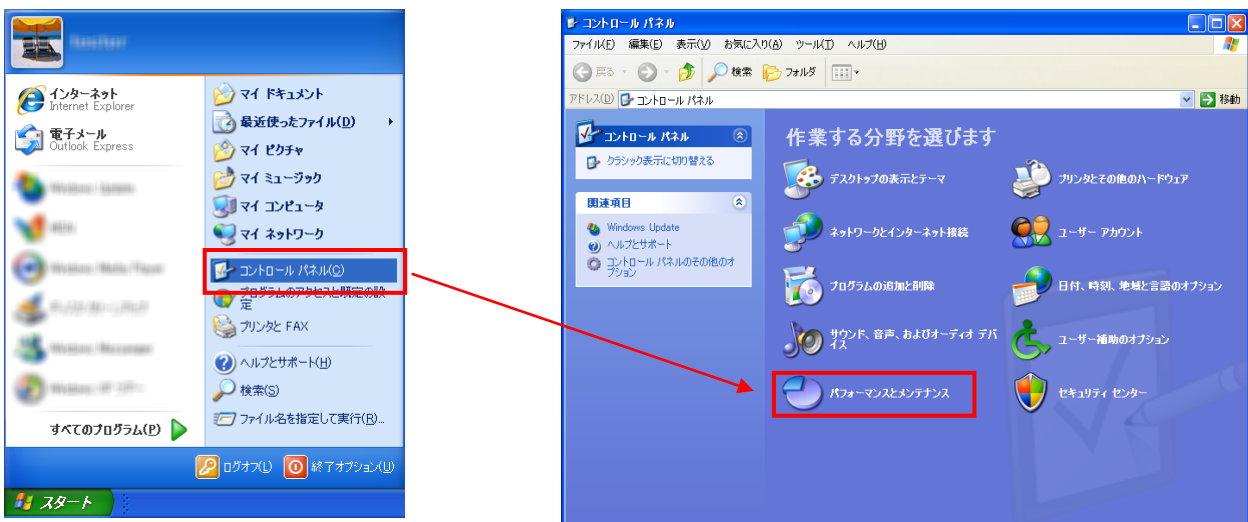 インターネット
Internet Explorer
電子メール
Outlook Express
すべてのプログラム(P)
マイ ドキュメント
最近使ったファイル(D)
マイ ピクチャ
マイ ミュージック
マイ コンピュータ
マイ ネットワーク
コントロール パネル(C)
プログラムのアクセスと既定の設
定
プリンタと FAX
ヘルプとサポート(H)
検索(S)
ファイル名を指定して実行(R)...
ログオフ(L) 終了オプション(U)
スタート
コントロール パネル
ファイル(F) 編集(E) 表示(V) お気に入り(A) ツール(T) ヘルプ(H)
戻る 検索 フォルダ
アドレス(D) コントロール パネル 移動
コントロール パネル
クラシック表示に切り替える
関連項目
Windows Update
ヘルプとサポート
コントロール パネルのその他のオ
プション
作業する分野を選びます
デスクトップの表示とテーマ
プリンタとその他のハードウェア
ネットワークとインターネット接続
ユーザー アカウント
プログラムの追加と削除
日付、時刻、地域と言語のオプション
サウンド、音声、およびオーディオ デバ
イス
ユーザー補助のオプション
パフォーマンスとメンテナンス
セキュリティ センター